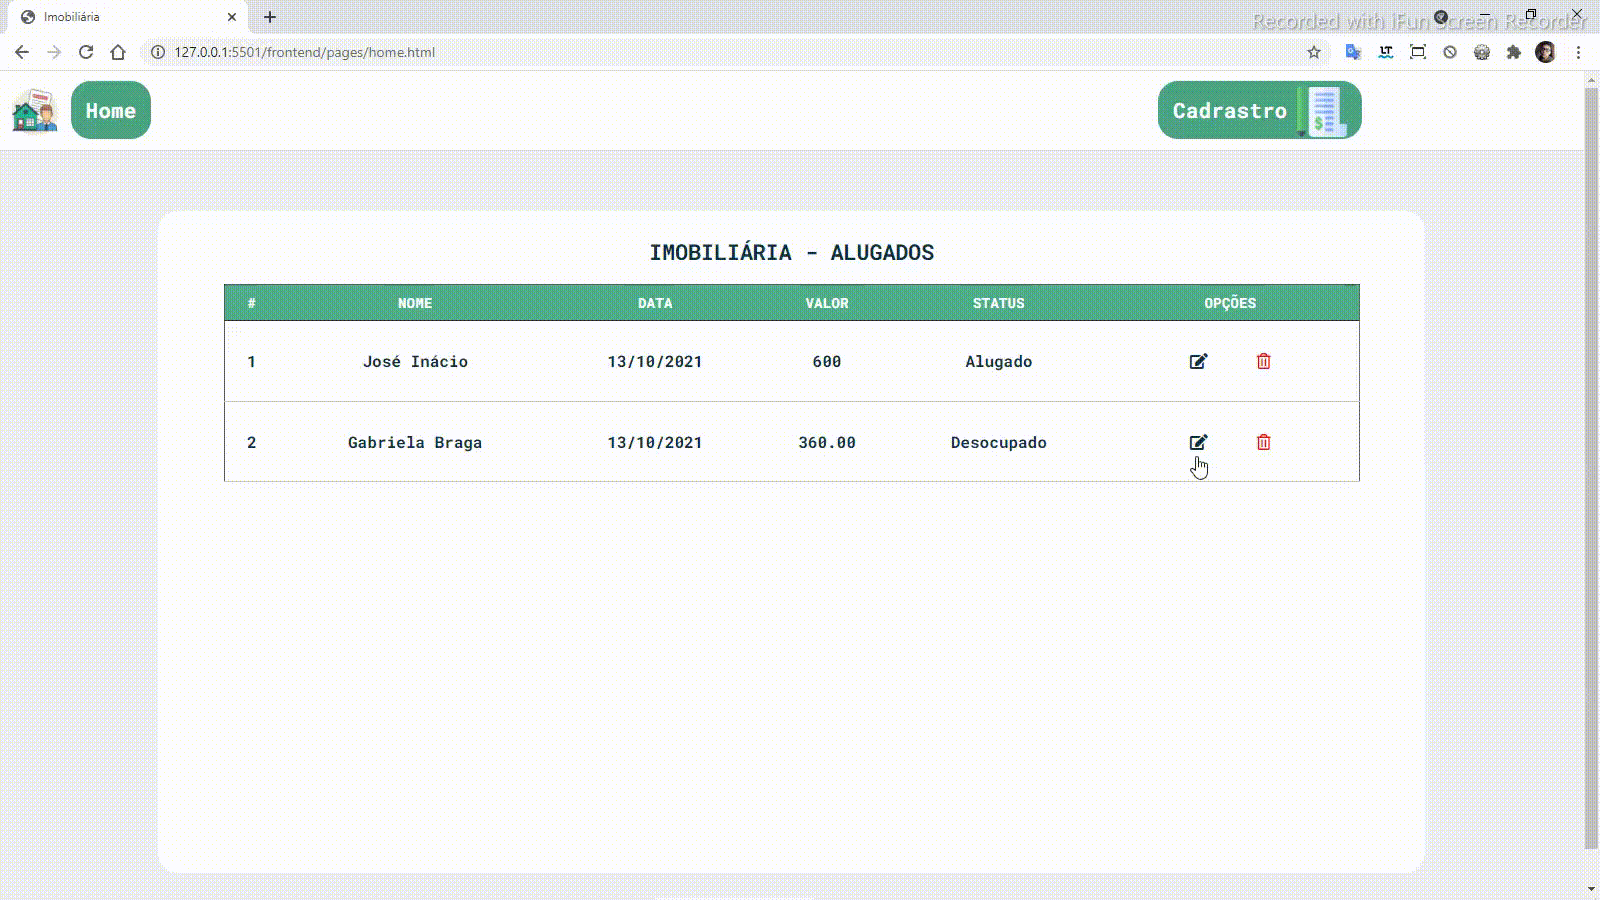 Imobiliária
Recorded with iFun Screen Recorder
127.0.0.1:5501/frontend/pages/home.html
LT
Home
Cadrastro
$
IMOBILIÁRIA - ALUGADOS
# NOME DATA VALOR STATUS OPÇÕES
1 José Inácio 13/10/2021 600 Alugado
2 Gabriela Braga 13/10/2021 360.00 Desocupado